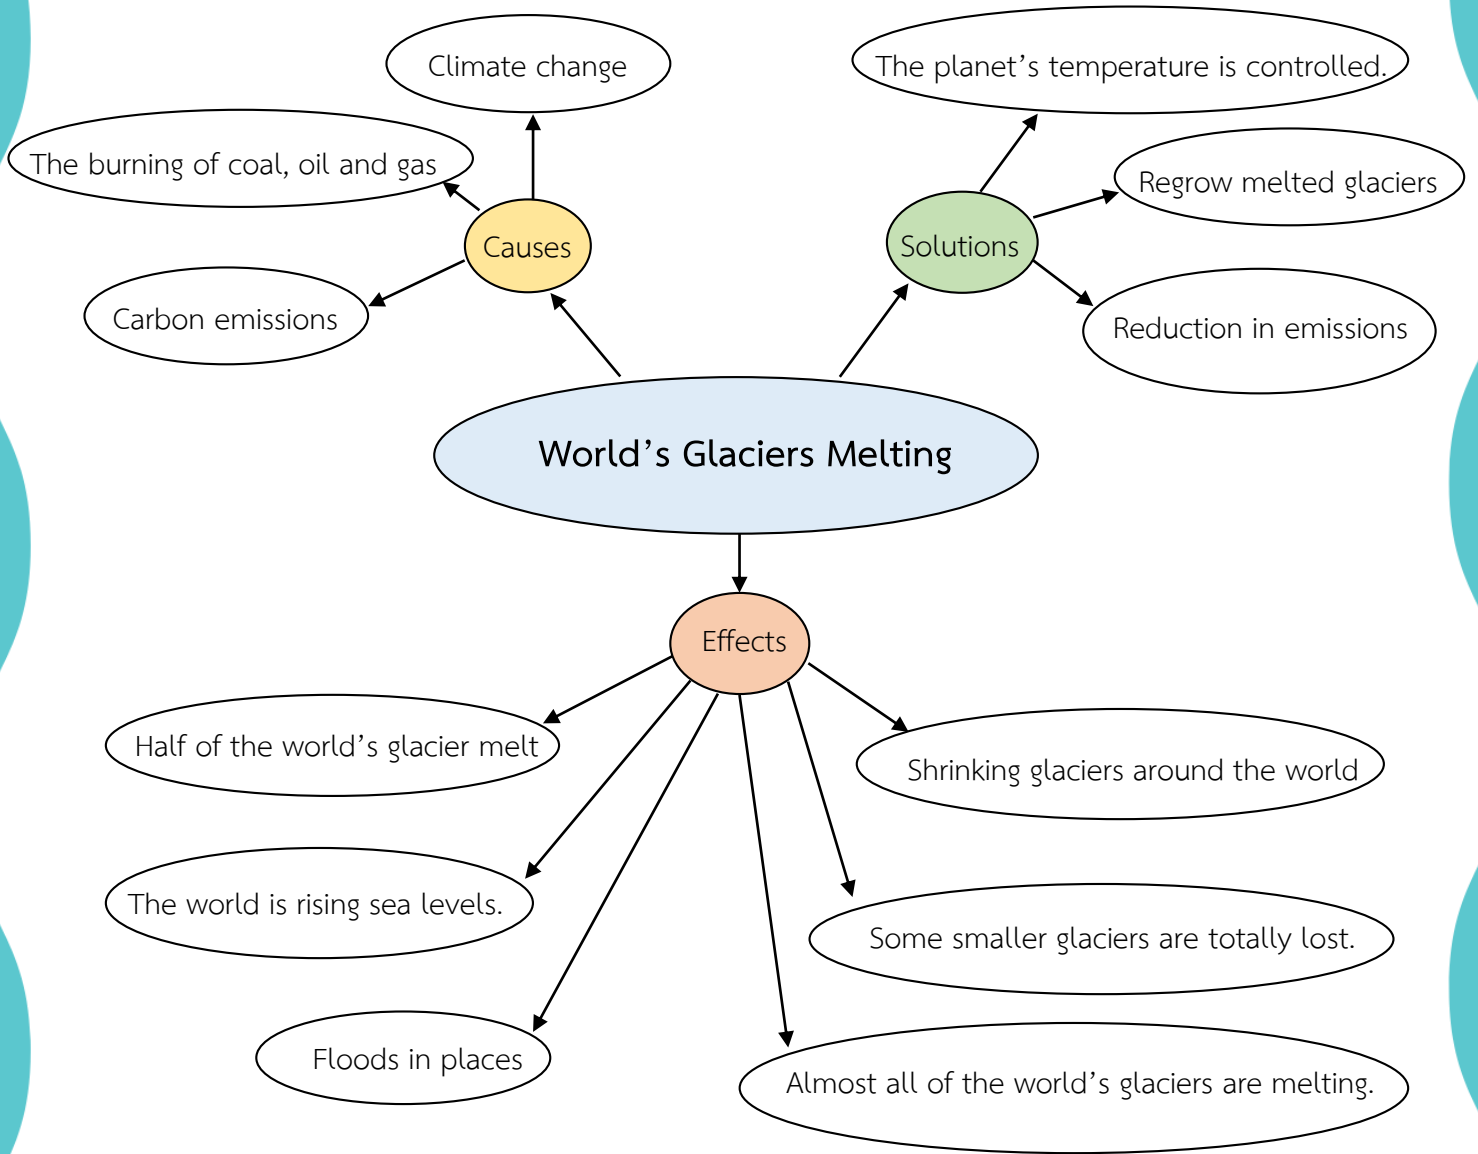 Climate change
The planet’s temperature is controlled.
The burning of coal, oil and gas
Regrow melted glaciers
Causes
Solutions
Carbon emissions
Reduction in emissions
World’s Glaciers Melting
Effects
Half of the world’s glacier melt
Shrinking glaciers around the world
The world is rising sea levels.
Some smaller glaciers are totally lost.
Floods in places
Almost all of the world’s glaciers are melting.